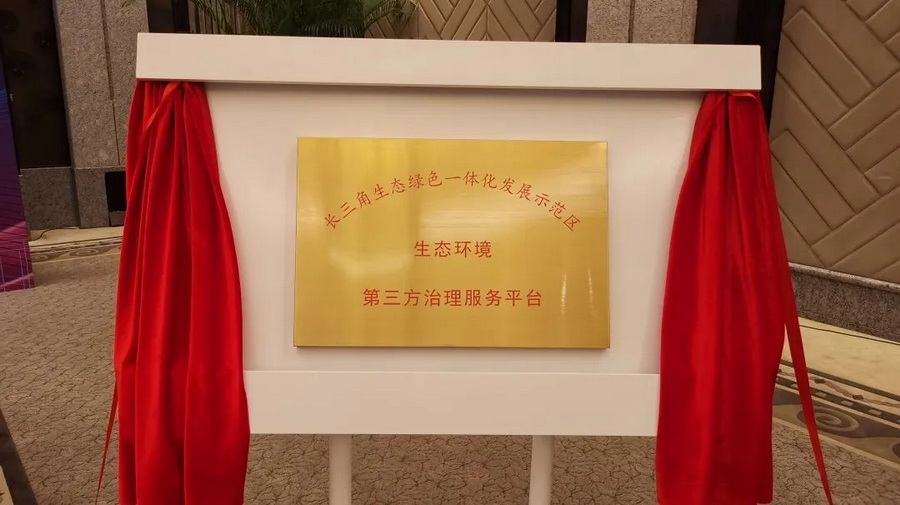 长三角生态绿色一体化发展示范区
生态环境
第三方治理服务平台